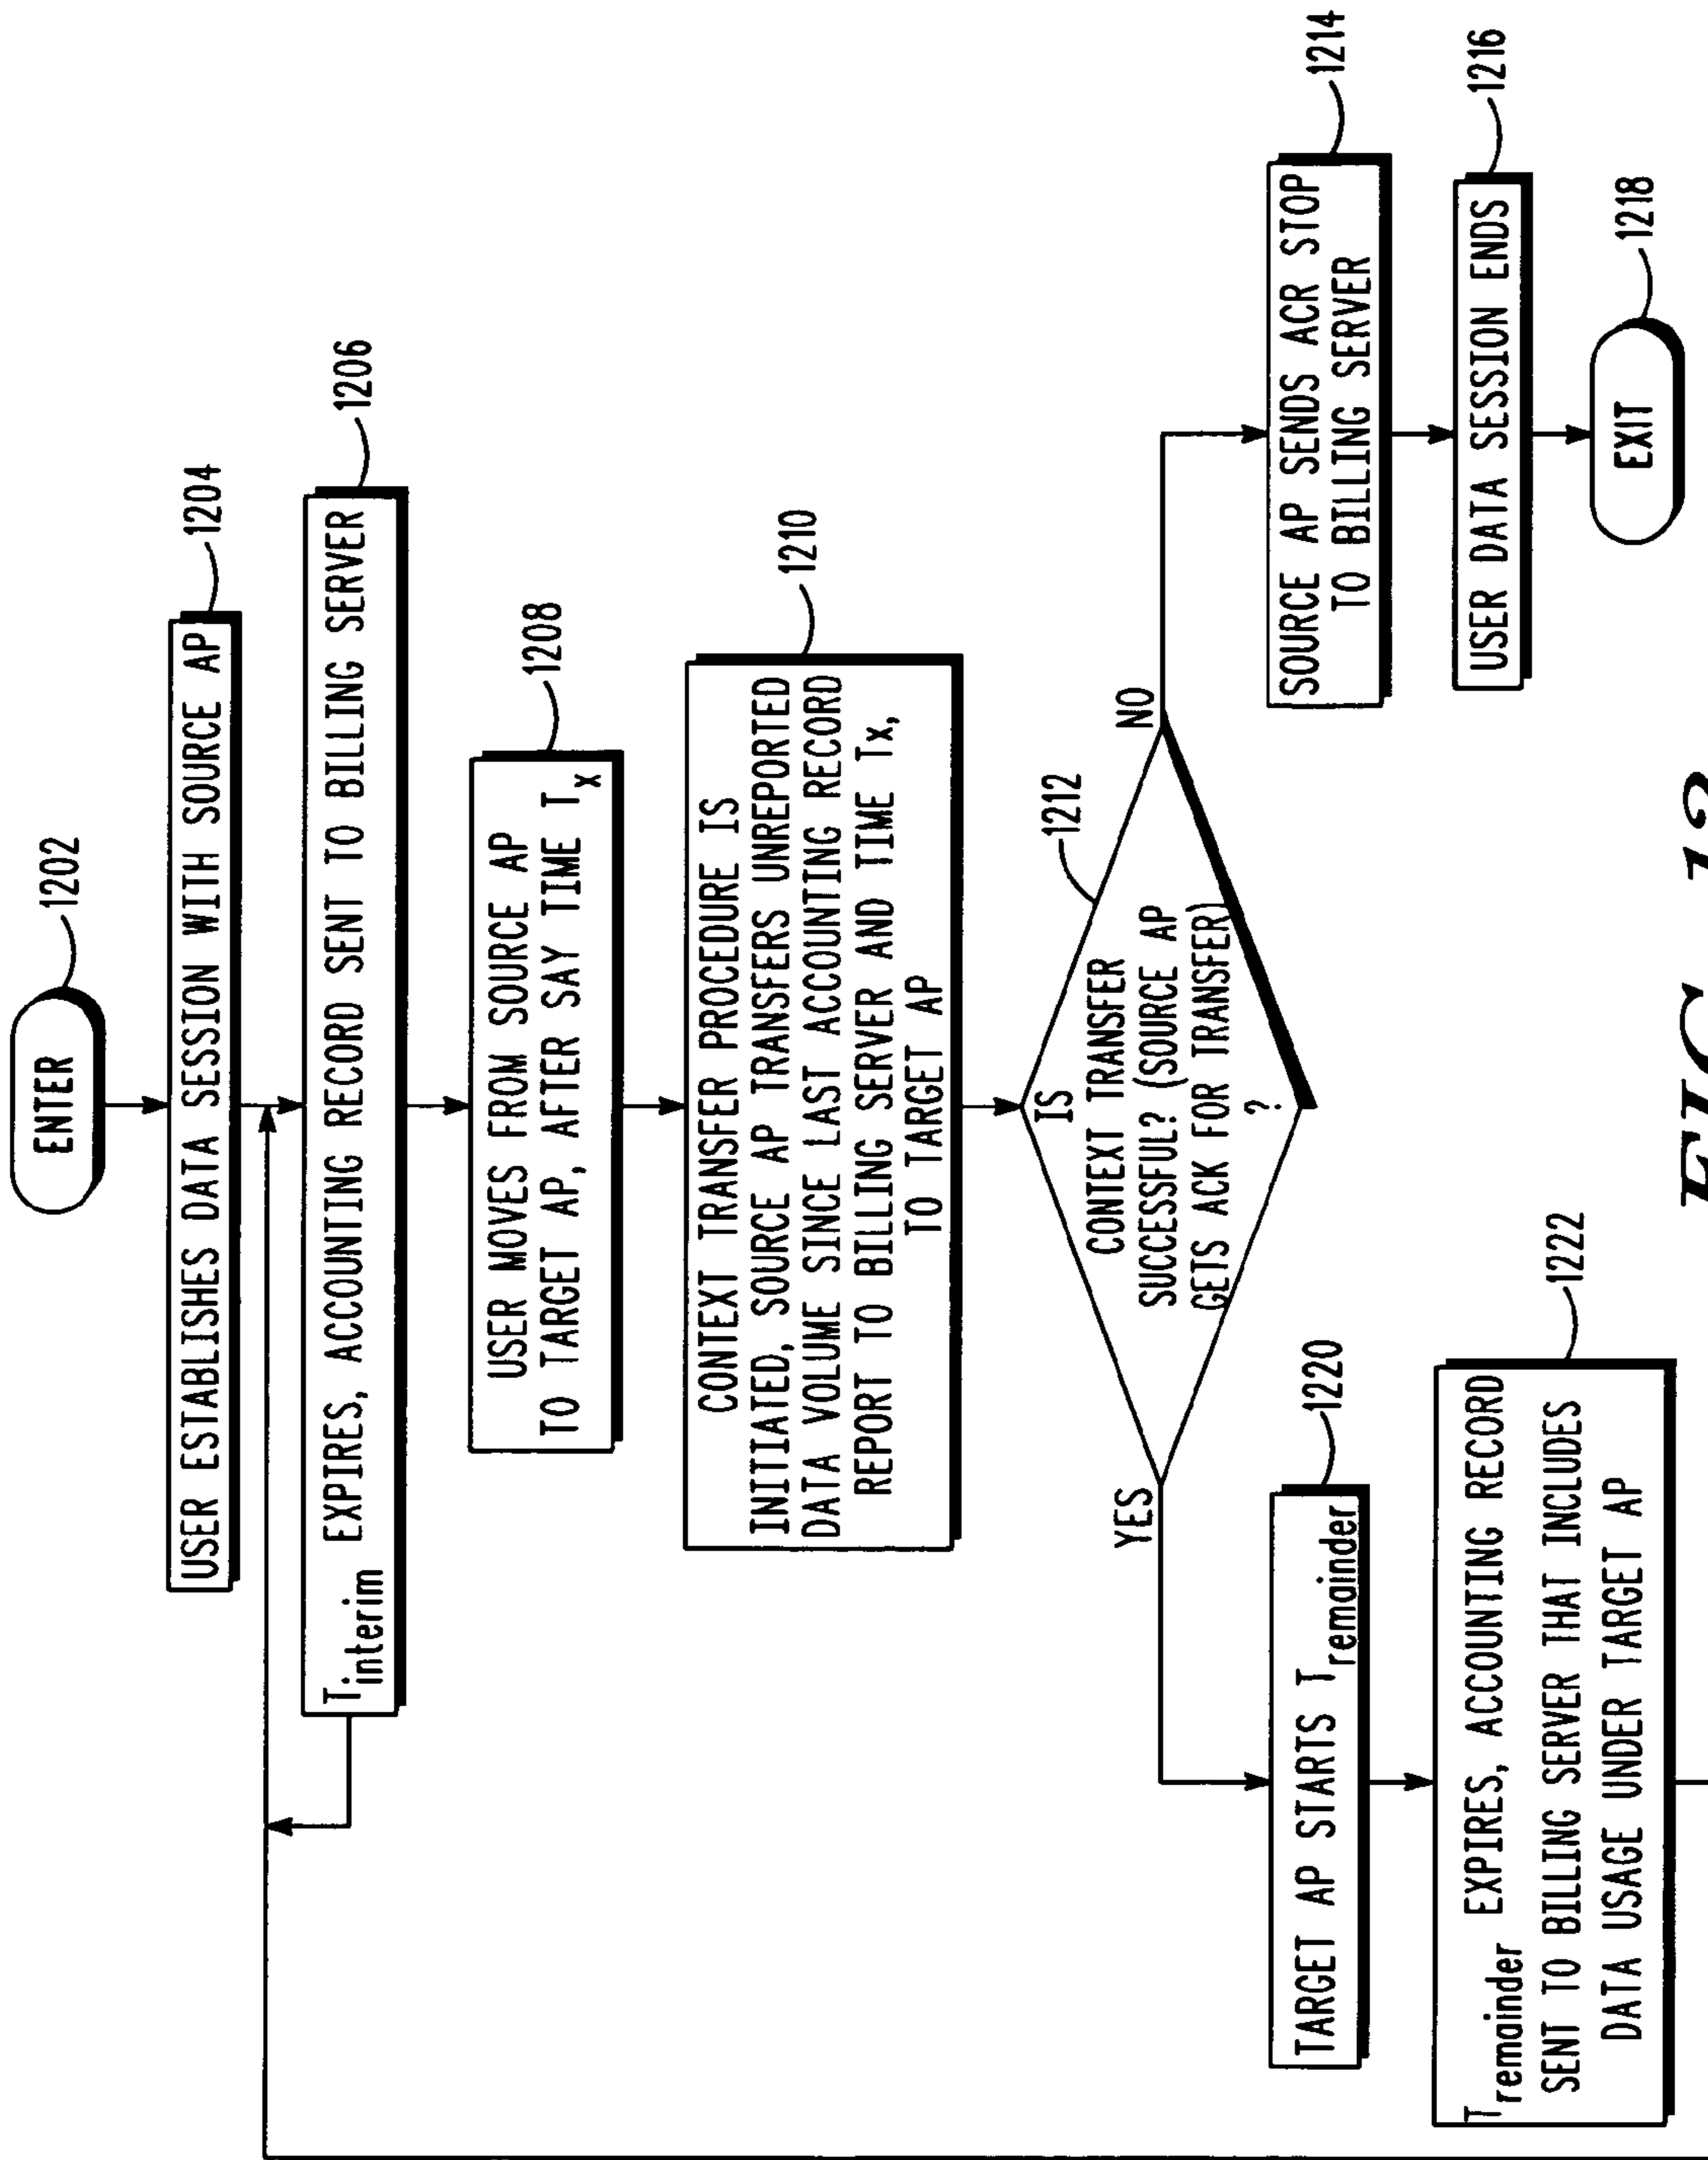 ENTER
1202
USER ESTABLISHES DATA SESSION WITH SOURCE AP
1204
Tinterim EXPIRES, ACCOUNTING RECORD SENT TO BILLING SERVER
1206
USER MOVES FROM SOURCE AP
TO TARGET AP, AFTER SAY TIME Tx
1208
CONTEXT TRANSFER PROCEDURE IS
INITIATED, SOURCE AP TRANSFERS UNREPORTED
DATA VOLUME SINCE LAST ACCOUNTING RECORD
REPORT TO BILLING SERVER AND TIME Tx,
TO TARGET AP
1210
IS
CONTEXT TRANSFER
SUCCESSFUL? (SOURCE AP
GETS ACK FOR TRANSFER)
?
1212
YES
NO
SOURCE AP SENDS ACR STOP
TO BILLING SERVER
1214
USER DATA SESSION ENDS
1216
EXIT
1218
TARGET AP STARTS Tremainder
1220
Tremainder EXPIRES, ACCOUNTING RECORD
SENT TO BILLING SERVER THAT INCLUDES
DATA USAGE UNDER TARGET AP
1222